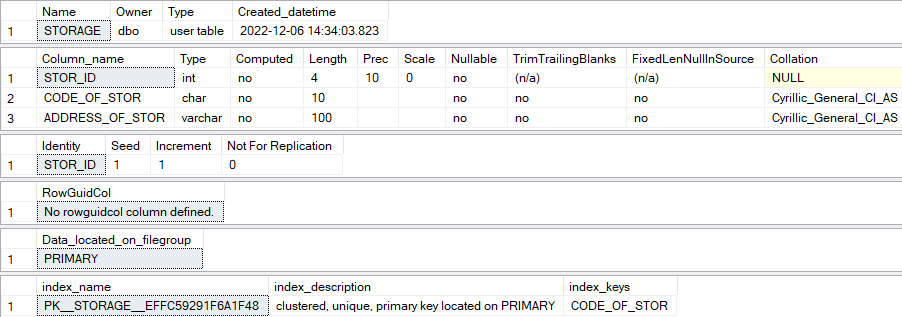 Name Owner Type Created_datetime
1 STORAGE dbo user table 2022-12-06 14:34:03.823
Column_name Type Computed Length Prec Scale Nullable TrimTrailingBlanks FixedLenNullInSource Collation
1 STOR_ID int no 4 10 0 no (n/a) (n/a) NULL
2 CODE_OF_STOR char no 10 no no no Cyrillic_General_CI_AS
3 ADDRESS_OF_STOR varchar no 100 no no no Cyrillic_General_CI_AS
Identity Seed Increment Not For Replication
1 STOR_ID 1 1 0
RowGuidCol
1 No rowguidcol column defined.
Data_located_on_filegroup
1 PRIMARY
index_name index_description index_keys
1 PK__STORAGE__EFFC59291F6A1F48 clustered, unique, primary key located on PRIMARY CODE_OF_STOR